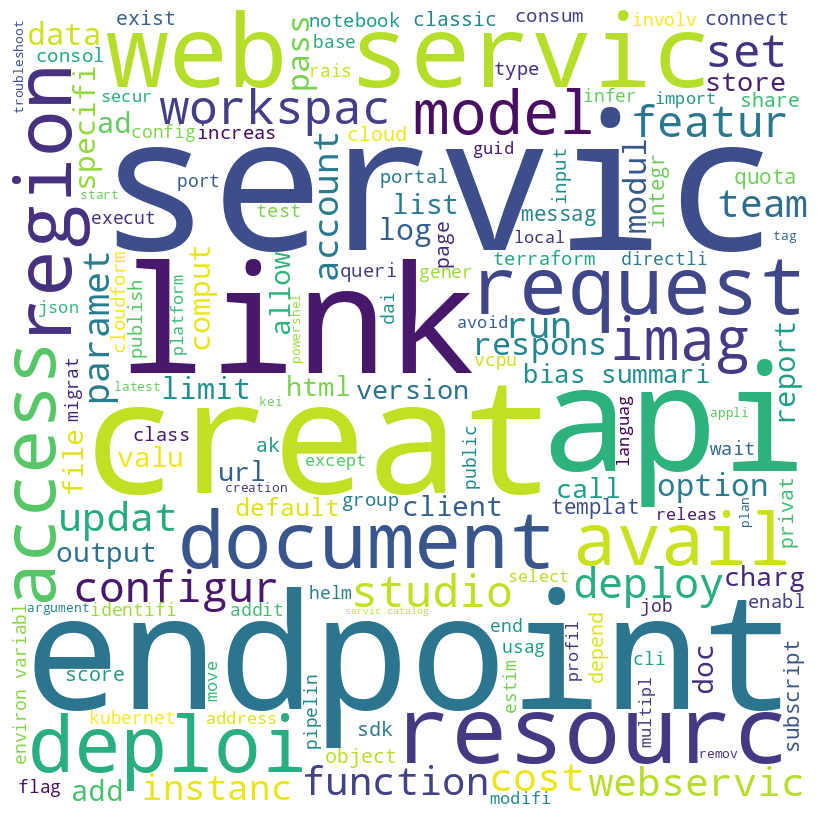 troubleshoot
data
exist
web servic
pass
notebook
classic
consum
involv
connect
consol
base
set
secur
rais
type
store
region
specifi
ad
workspac
config
increas
cloud
model
infer
import
share
featur
servic
start
port
account
portal
guid
input
modul
integr
quota
execut
test
list
messag
team
log
page
local
tag
json
paramet
cloudform
publish
platform
comput
allow
queri
dai
powershel
gener
terraform
directli
link
request
avoid
run
imag
vcpu
respons
access
migrat
latest
limit
kei
html
version
bias summari
report
creat
api
appli
file
class
valu
ak
except
public
languag
wait
url
creation
default
group
client
call
option
templat
releas
plan
privat
updat
output
document
avail
configur
helm
studio
select
deploy
charg
environ variabl
argument
identifi
addit
servic catalog
job
enabl
endpoint
score
move
end
usag
estim
profil
depend
cli
doc
subscript
kubernet
address
pipelin
sdk
object
multipl
resourc
remov
deploi
flag
add
instanc
function
cost
modifi
webservic